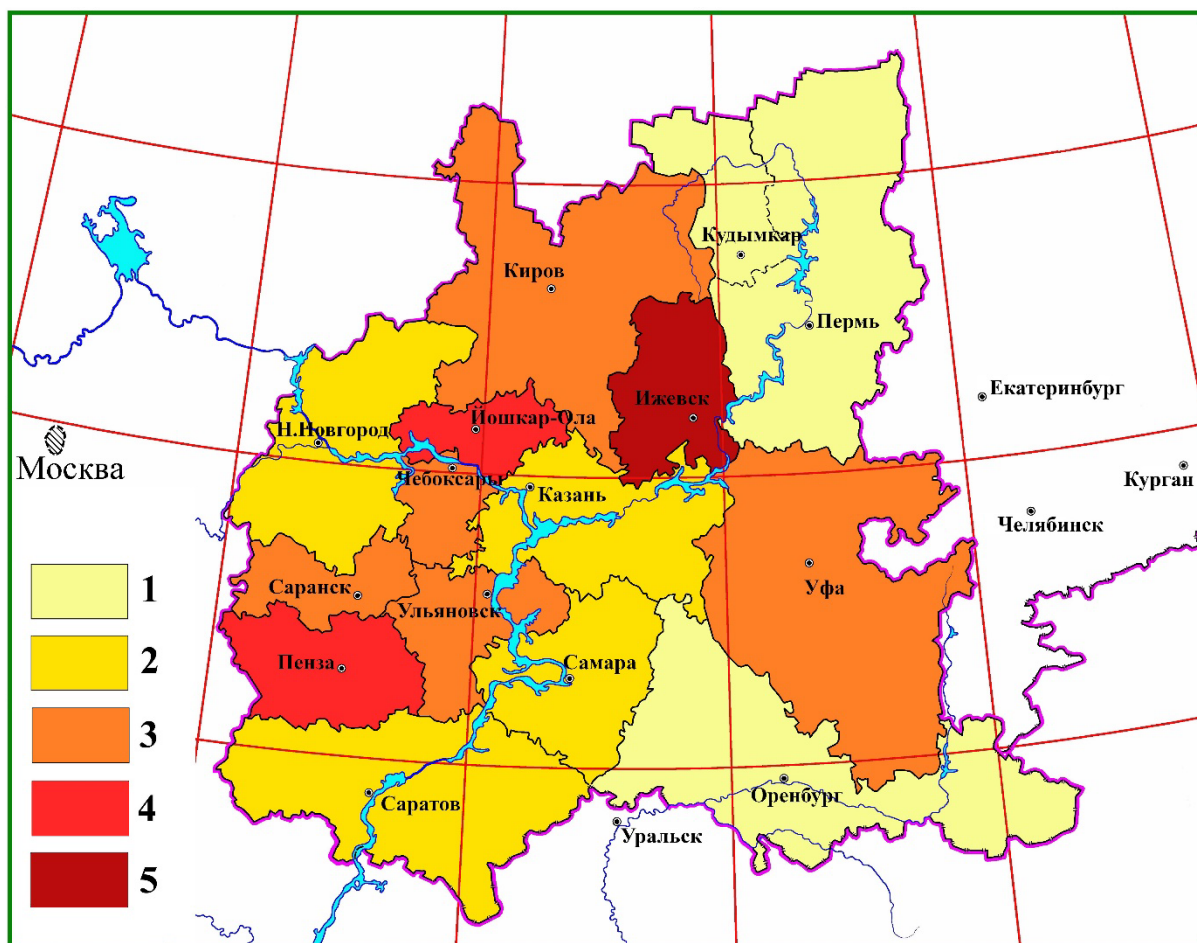 Кудымкар
Киров
Пермь
Екатеринбург
Ижевск
Йошкар-Ола
Н.Новгород
Москва
Чебоксары
Казань
Курган
Челябинск
Уфа
1
Саранск
Ульяновск
2
Пенза
Самара
3
Оренбург
Саратов
4
Уральск
5